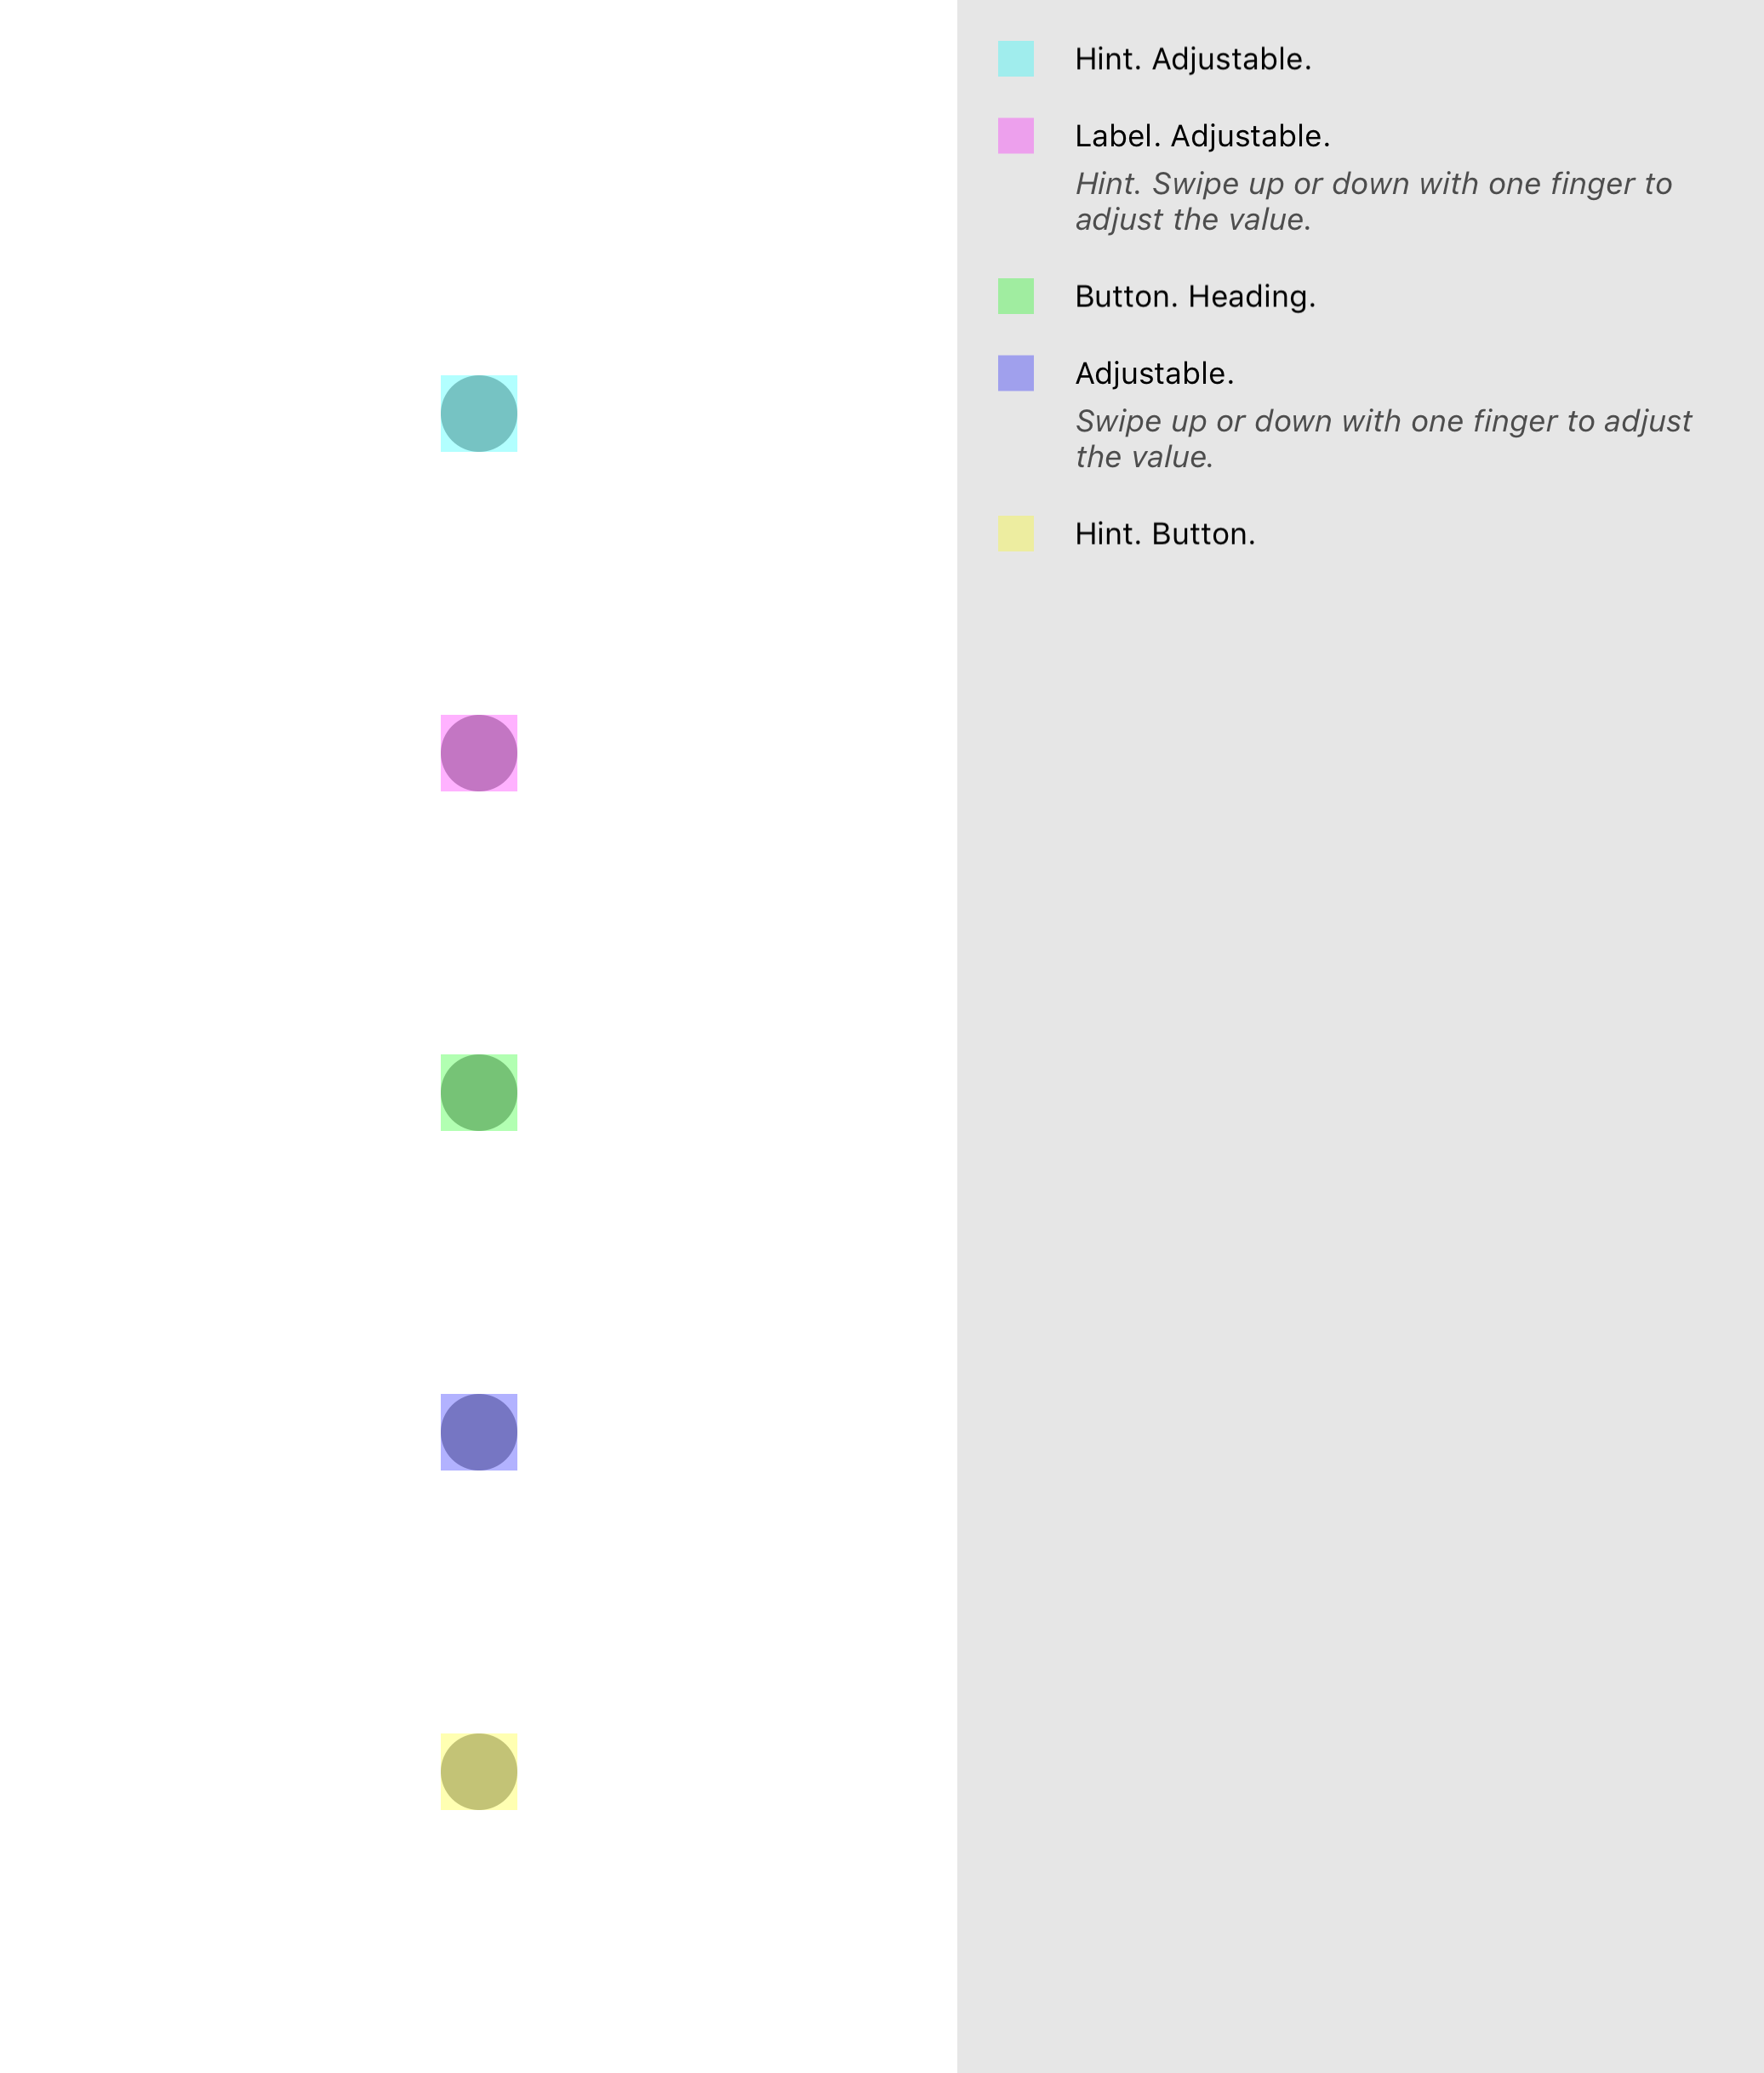 Hint. Adjustable.
Label. Adjustable.
Hint. Swipe up or down with one finger to
adjust the value.
Button. Heading.
Adjustable.
Swipe up or down with one finger to adjust
the value.
Hint. Button.